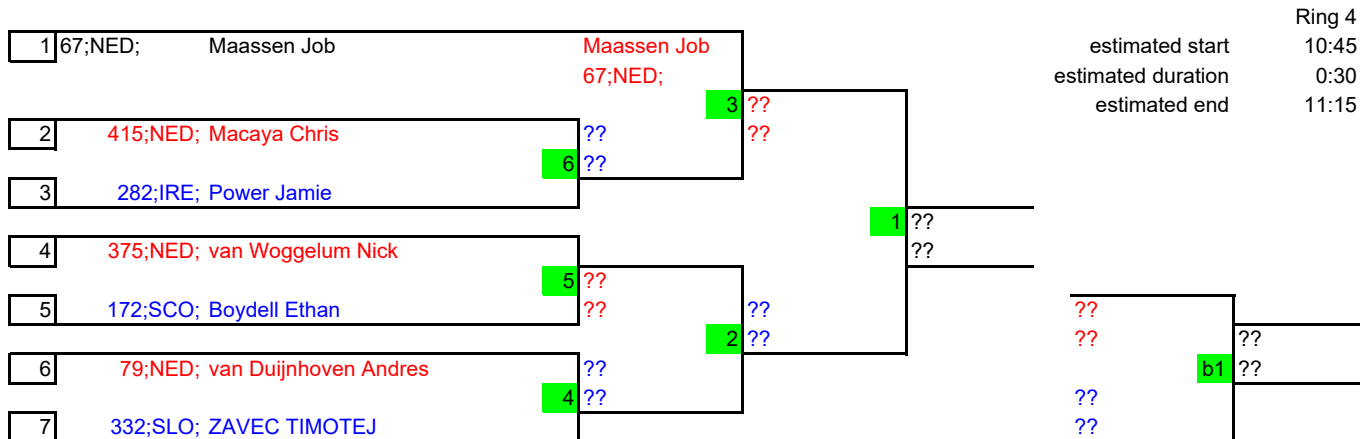 Ring 4
1 67;NED; Maassen Job Maassen Job estimated start 10:45
67;NED; estimated duration 0:30
3 ?? estimated end 11:15
2 415;NED; Macaya Chris ?? ??
6 ??
3 282;IRE; Power Jamie
1 ??
4 375;NED; van Woggelum Nick ??
5 ??
5 172;SCO; Boydell Ethan ?? ?? ??
2 ?? ?? ??
6 79;NED; van Duijnhoven Andres ?? b1 ??
4 ?? ??
7 332;SLO; ZAVEC TIMOTEJ ??